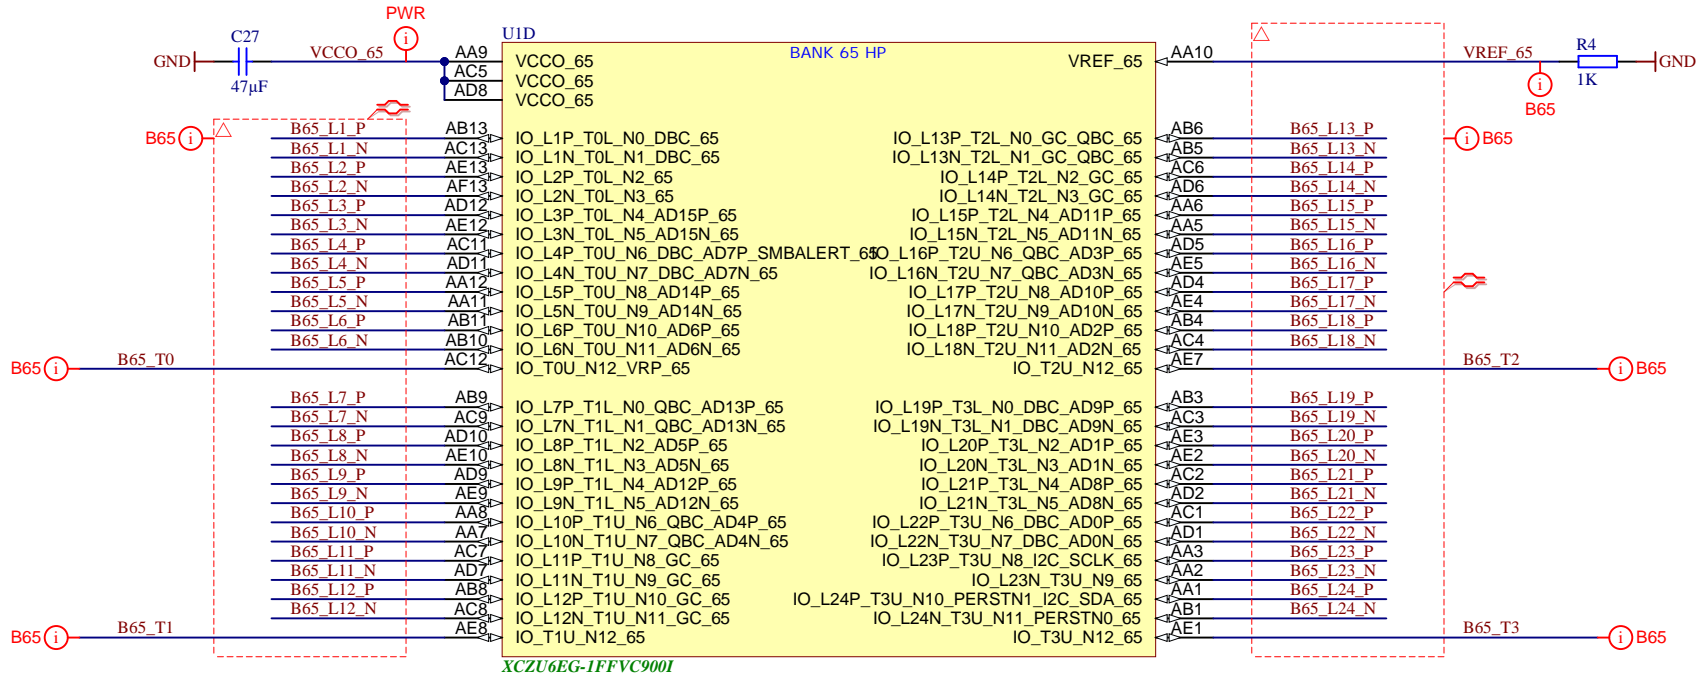 PWR
U1D
BANK 65 HP
GND C27 47µF VCCO_65 AA9 VCCO_65 VREF_65 AA10 VREF_65 R4 1K GND
AC5 VCCO_65
AD8 VCCO_65
i B65
B65 i B65_L1_P AB13 IO_L1P_T0L_N0_DBC_65 IO_L13P_T2L_N0_GC_QBC_65 AB6 B65_L13_P i B65
B65_L1_N AC13 IO_L1N_T0L_N1_DBC_65 IO_L13N_T2L_N1_GC_QBC_65 AB5 B65_L13_N
B65_L2_P AE13 IO_L2P_T0L_N2_65 IO_L14P_T2L_N2_GC_65 AC6 B65_L14_P
B65_L2_N AF13 IO_L2N_T0L_N3_65 IO_L14N_T2L_N3_GC_65 AD6 B65_L14_N
B65_L3_P AD12 IO_L3P_T0L_N4_AD15P_65 IO_L15P_T2L_N4_AD11P_65 AA6 B65_L15_P
B65_L3_N AE12 IO_L3N_T0L_N5_AD15N_65 IO_L15N_T2L_N5_AD11N_65 AA5 B65_L15_N
B65_L4_P AC11 IO_L4P_T0U_N6_DBC_AD7P_SMBALERT_65 IO_L16P_T2U_N6_QBC_AD3P_65 AD5 B65_L16_P
B65_L4_N AD11 IO_L4N_T0U_N7_DBC_AD7N_65 IO_L16N_T2U_N7_QBC_AD3N_65 AE5 B65_L16_N
B65_L5_P AA12 IO_L5P_T0U_N8_AD14P_65 IO_L17P_T2U_N8_AD10P_65 AD4 B65_L17_P
B65_L5_N AA11 IO_L5N_T0U_N9_AD14N_65 IO_L17N_T2U_N9_AD10N_65 AE4 B65_L17_N
B65_L6_P AB11 IO_L6P_T0U_N10_AD6P_65 IO_L18P_T2U_N10_AD2P_65 AB4 B65_L18_P
B65_L6_N AB10 IO_L6N_T0U_N11_AD6N_65 IO_L18N_T2U_N11_AD2N_65 AC4 B65_L18_N
B65 i B65_T0 AC12 IO_T0U_N12_VRP_65 IO_T2U_N12_65 AE7 B65_T2 i B65
B65_L7_P AB9 IO_L7P_T1L_N0_QBC_AD13P_65 IO_L19P_T3L_N0_DBC_AD9P_65 AB3 B65_L19_P
B65_L7_N AC9 IO_L7N_T1L_N1_QBC_AD13N_65 IO_L19N_T3L_N1_DBC_AD9N_65 AC3 B65_L19_N
B65_L8_P AD10 IO_L8P_T1L_N2_AD5P_65 IO_L20P_T3L_N2_AD1P_65 AE3 B65_L20_P
B65_L8_N AE10 IO_L8N_T1L_N3_AD5N_65 IO_L20N_T3L_N3_AD1N_65 AE2 B65_L20_N
B65_L9_P AD9 IO_L9P_T1L_N4_AD12P_65 IO_L21P_T3L_N4_AD8P_65 AC2 B65_L21_P
B65_L9_N AE9 IO_L9N_T1L_N5_AD12N_65 IO_L21N_T3L_N5_AD8N_65 AD2 B65_L21_N
B65_L10_P AA8 IO_L10P_T1U_N6_QBC_AD4P_65 IO_L22P_T3U_N6_DBC_AD0P_65 AC1 B65_L22_P
B65_L10_N AA7 IO_L10N_T1U_N7_QBC_AD4N_65 IO_L22N_T3U_N7_DBC_AD0N_65 AD1 B65_L22_N
B65_L11_P AC7 IO_L11P_T1U_N8_GC_65 IO_L23P_T3U_N8_I2C_SCLK_65 AA3 B65_L23_P
B65_L11_N AD7 IO_L11N_T1U_N9_GC_65 IO_L23N_T3U_N9_65 AA2 B65_L23_N
B65_L12_P AB8 IO_L12P_T1U_N10_GC_65 IO_L24P_T3U_N10_PERSTN1_I2C_SDA_65 AA1 B65_L24_P
B65_L12_N AC8 IO_L12N_T1U_N11_GC_65 IO_L24N_T3U_N11_PERSTN0_65 AB1 B65_L24_N
B65 i B65_T1 AE8 IO_T1U_N12_65 IO_T3U_N12_65 AE1 B65_T3 i B65
XCZU6EG-1FFVC900I